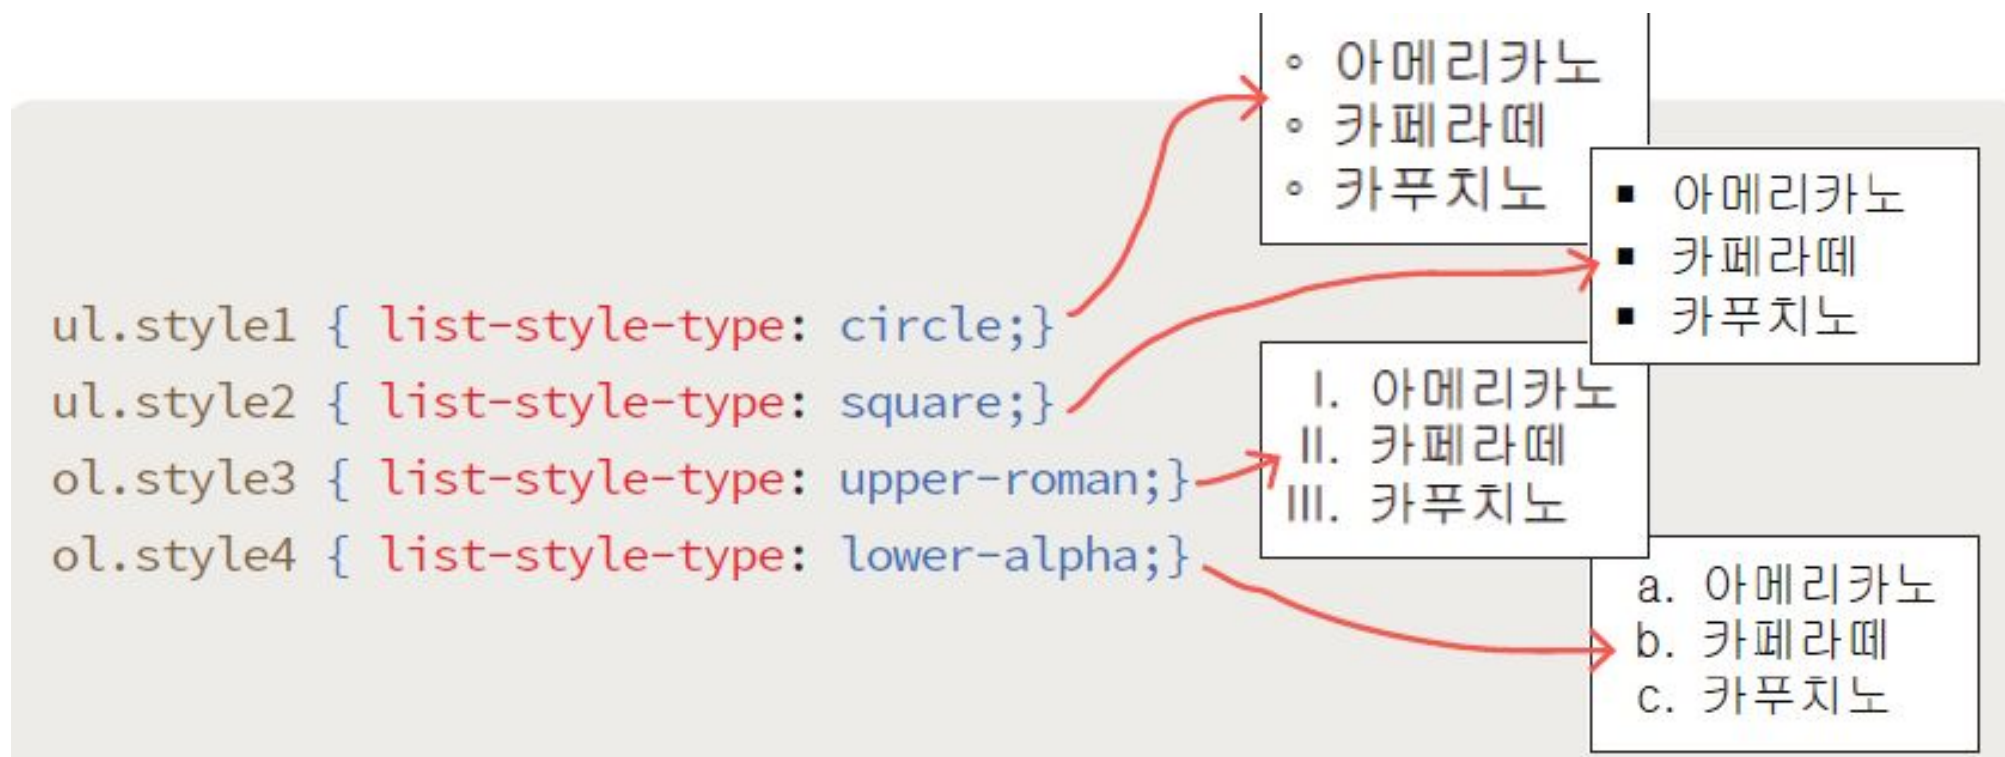 ul.style1 { list-style-type: circle;}
ul.style2 { list-style-type: square;}
ol.style3 { list-style-type: upper-roman;}
ol.style4 { list-style-type: lower-alpha;}
◦ 아메리카노
◦ 카페라떼
◦ 카푸치노
▪ 아메리카노
▪ 카페라떼
▪ 카푸치노
I. 아메리카노
II. 카페라떼
III. 카푸치노
a. 아메리카노
b. 카페라떼
c. 카푸치노